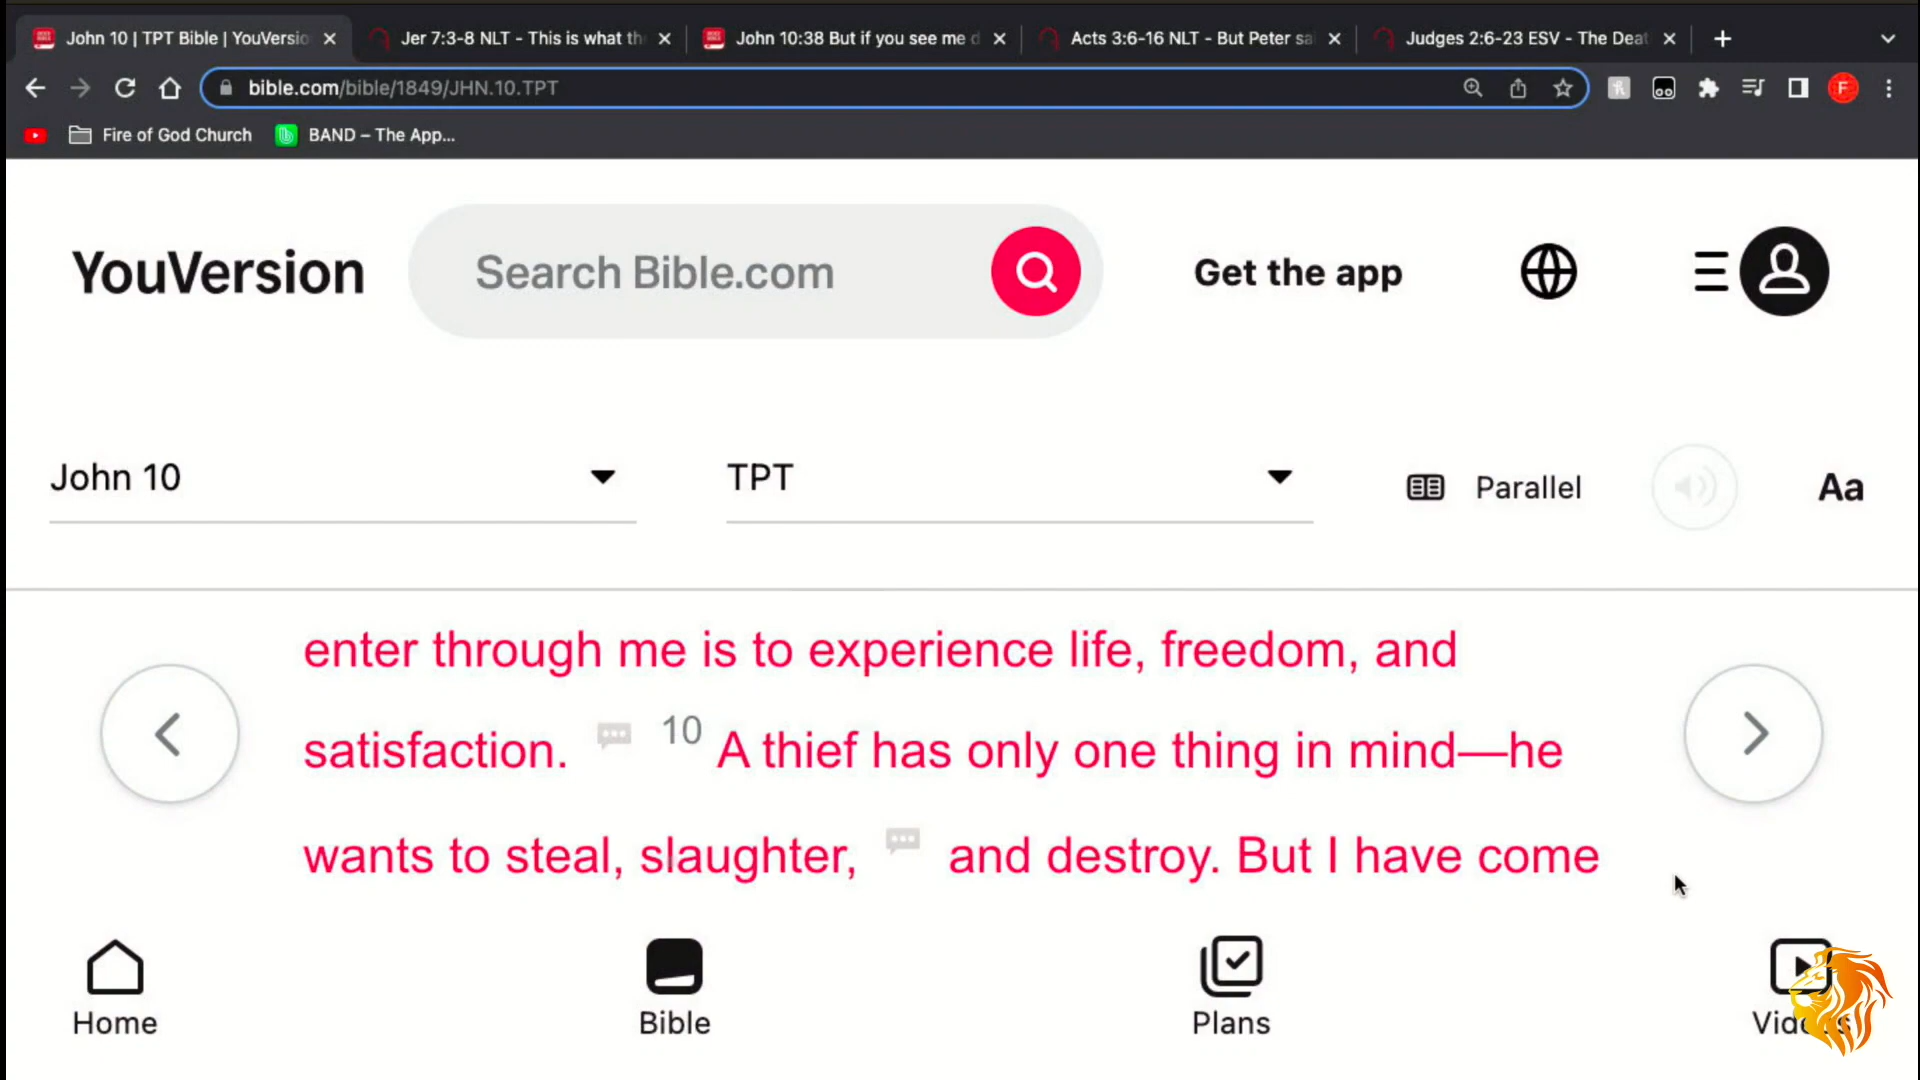 John 10 | TPT Bible | YouVersio
Jer 7:3-8 NLT - This is what th
John 10:38 But if you see me d
Acts 3:6-16 NLT - But Peter sai
Judges 2:6-23 ESV - The Deat
bible.com/bible/1849/JHN.10.TPT
F
Fire of God Church
BAND – The App...
YouVersion
Search Bible.com
Get the app
John 10
TPT
Parallel
Aa
enter through me is to experience life, freedom, and
satisfaction. 10 A thief has only one thing in mind—he
wants to steal, slaughter, and destroy. But I have come
Home
Bible
Plans
Videos